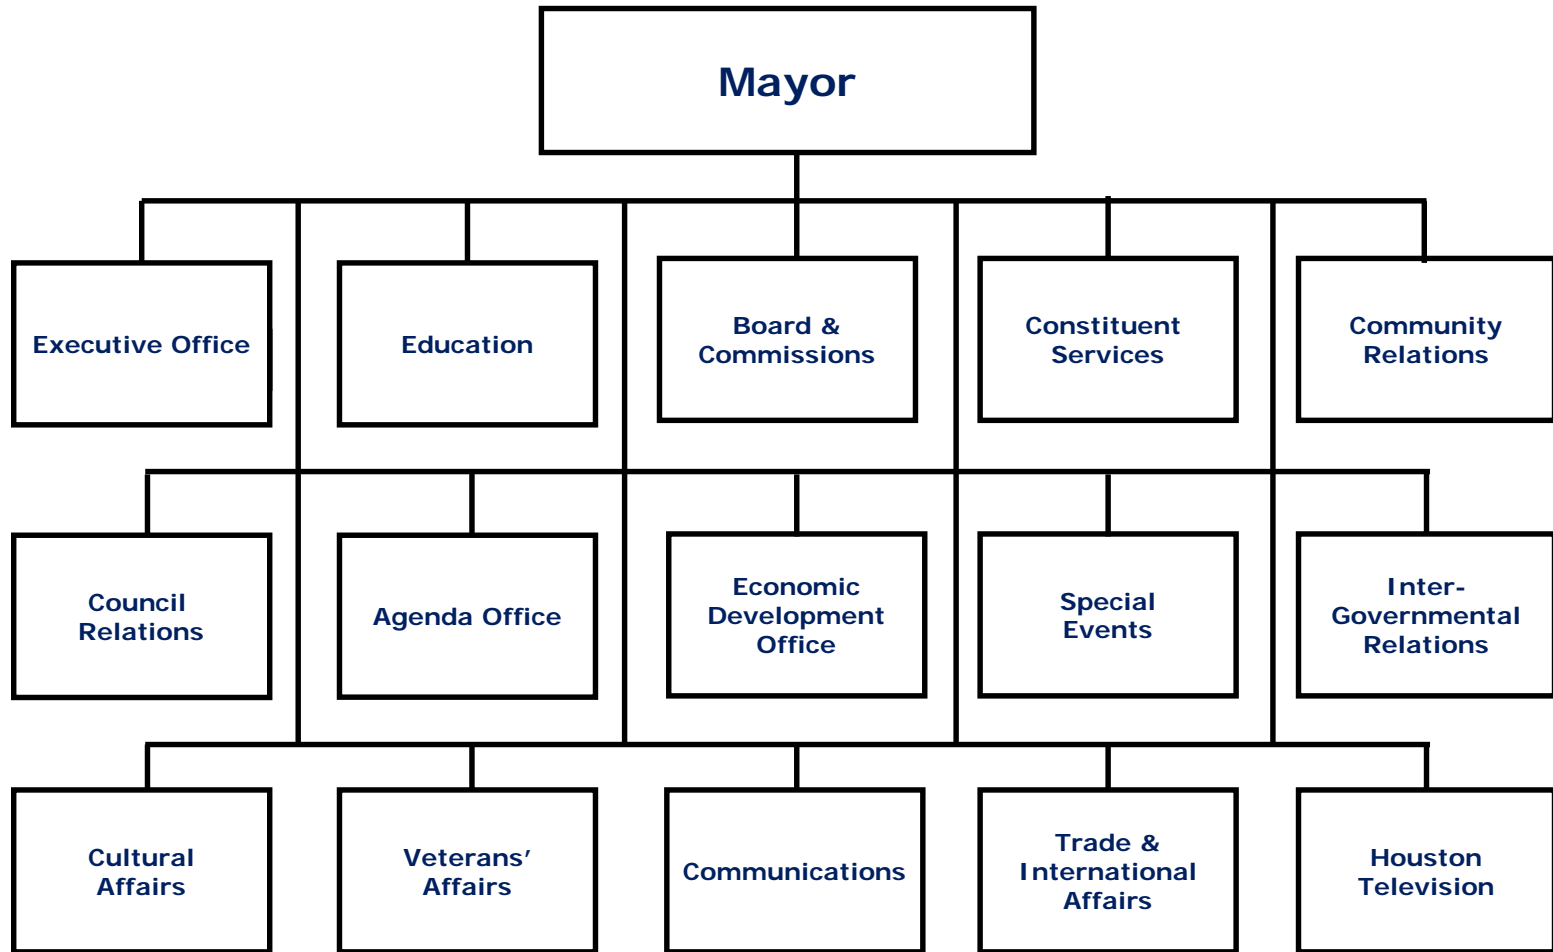 Mayor
Executive Office
Education
Board &
Commissions
Constituent
Services
Community
Relations
Council
Relations
Agenda Office
Economic
Development
Office
Special
Events
Inter-
Governmental
Relations
Cultural
Affairs
Veterans’
Affairs
Communications
Trade &
International
Affairs
Houston
Television